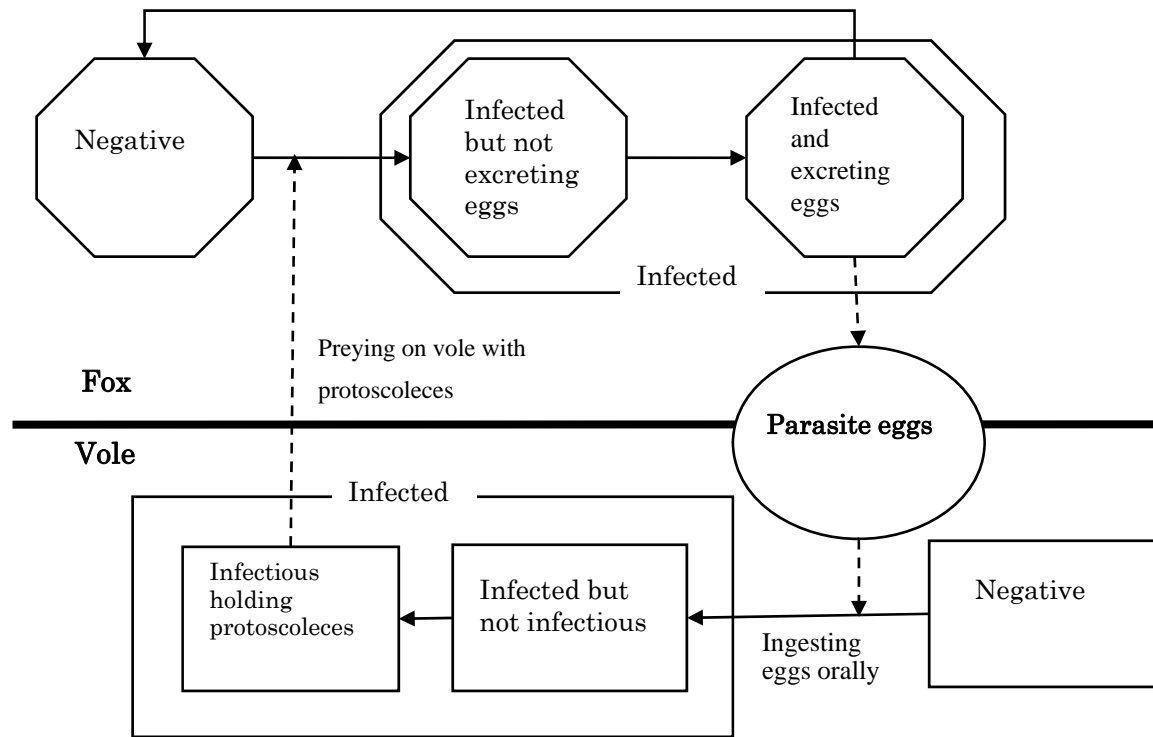 Negative
Infected
but not
excreting
eggs
Infected
and
excreting
eggs
Infected
Preying on vole with
protoscoleces
Fox
Parasite eggs
Vole
Infected
Infectious
holding
protoscoleces
Infected but
not infectious
Ingesting
eggs orally
Negative